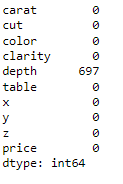 carat 0
cut 0
color 0
clarity 0
depth 697
table 0
x 0
y 0
z 0
price 0
dtype: int64